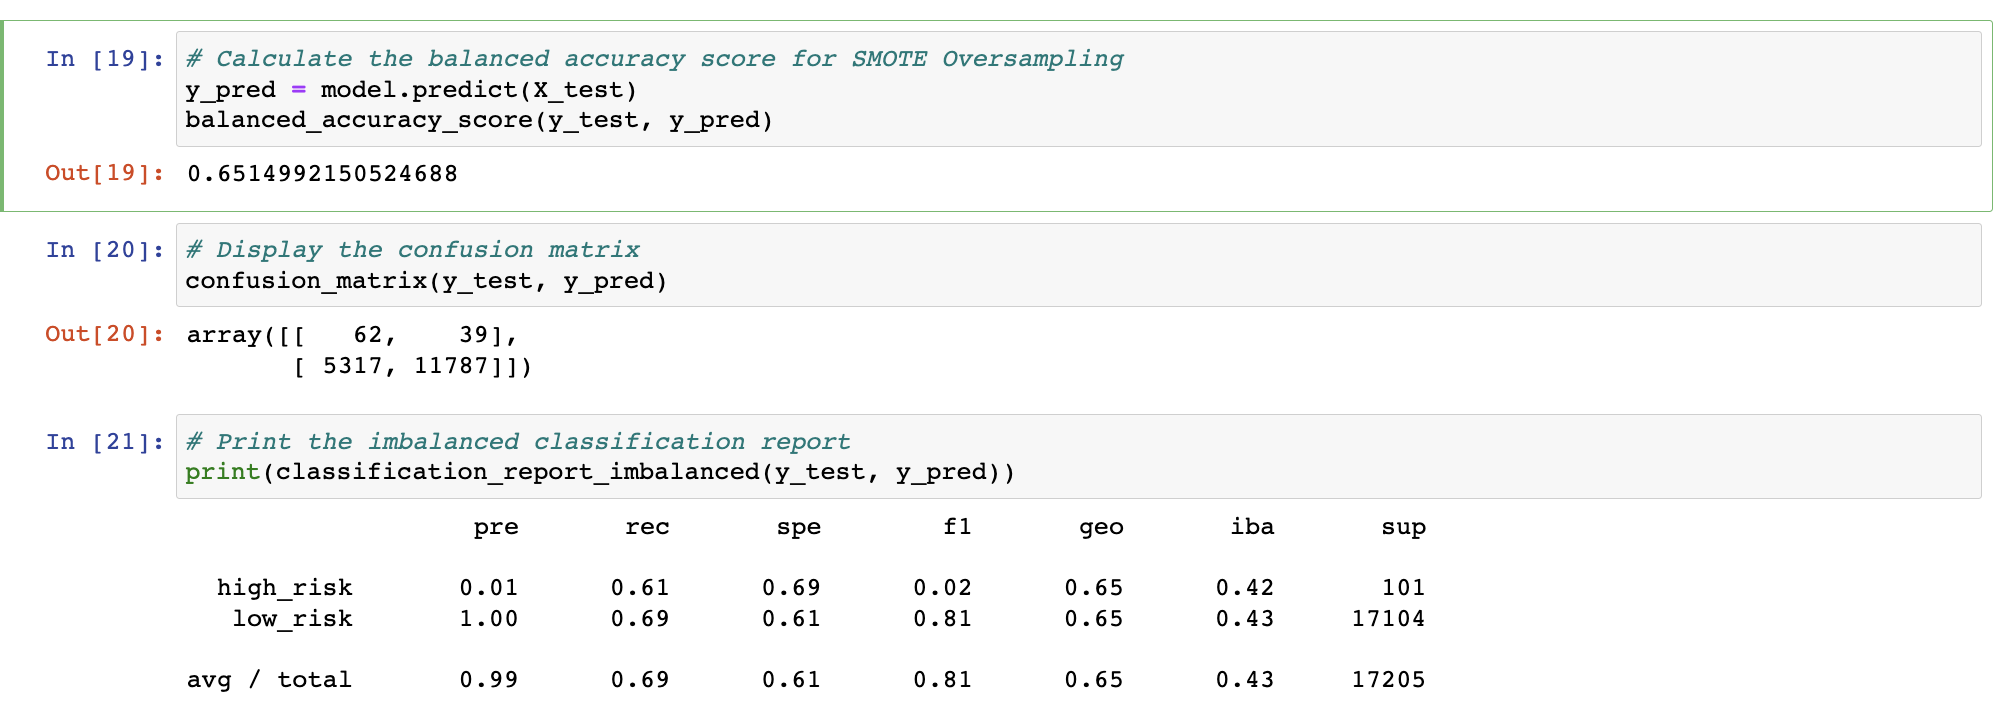 In [19]: # Calculate the balanced accuracy score for SMOTE Oversampling
y_pred = model.predict(X_test)
balanced_accuracy_score(y_test, y_pred)
Out[19]: 0.6514992150524688
In [20]: # Display the confusion matrix
confusion_matrix(y_test, y_pred)
Out[20]: array([[   62,    39],
       [ 5317, 11787]])
In [21]: # Print the imbalanced classification report
print(classification_report_imbalanced(y_test, y_pred))
pre rec spe f1 geo iba sup
high_risk 0.01 0.61 0.69 0.02 0.65 0.42 101
low_risk 1.00 0.69 0.61 0.81 0.65 0.43 17104
avg / total 0.99 0.69 0.61 0.81 0.65 0.43 17205